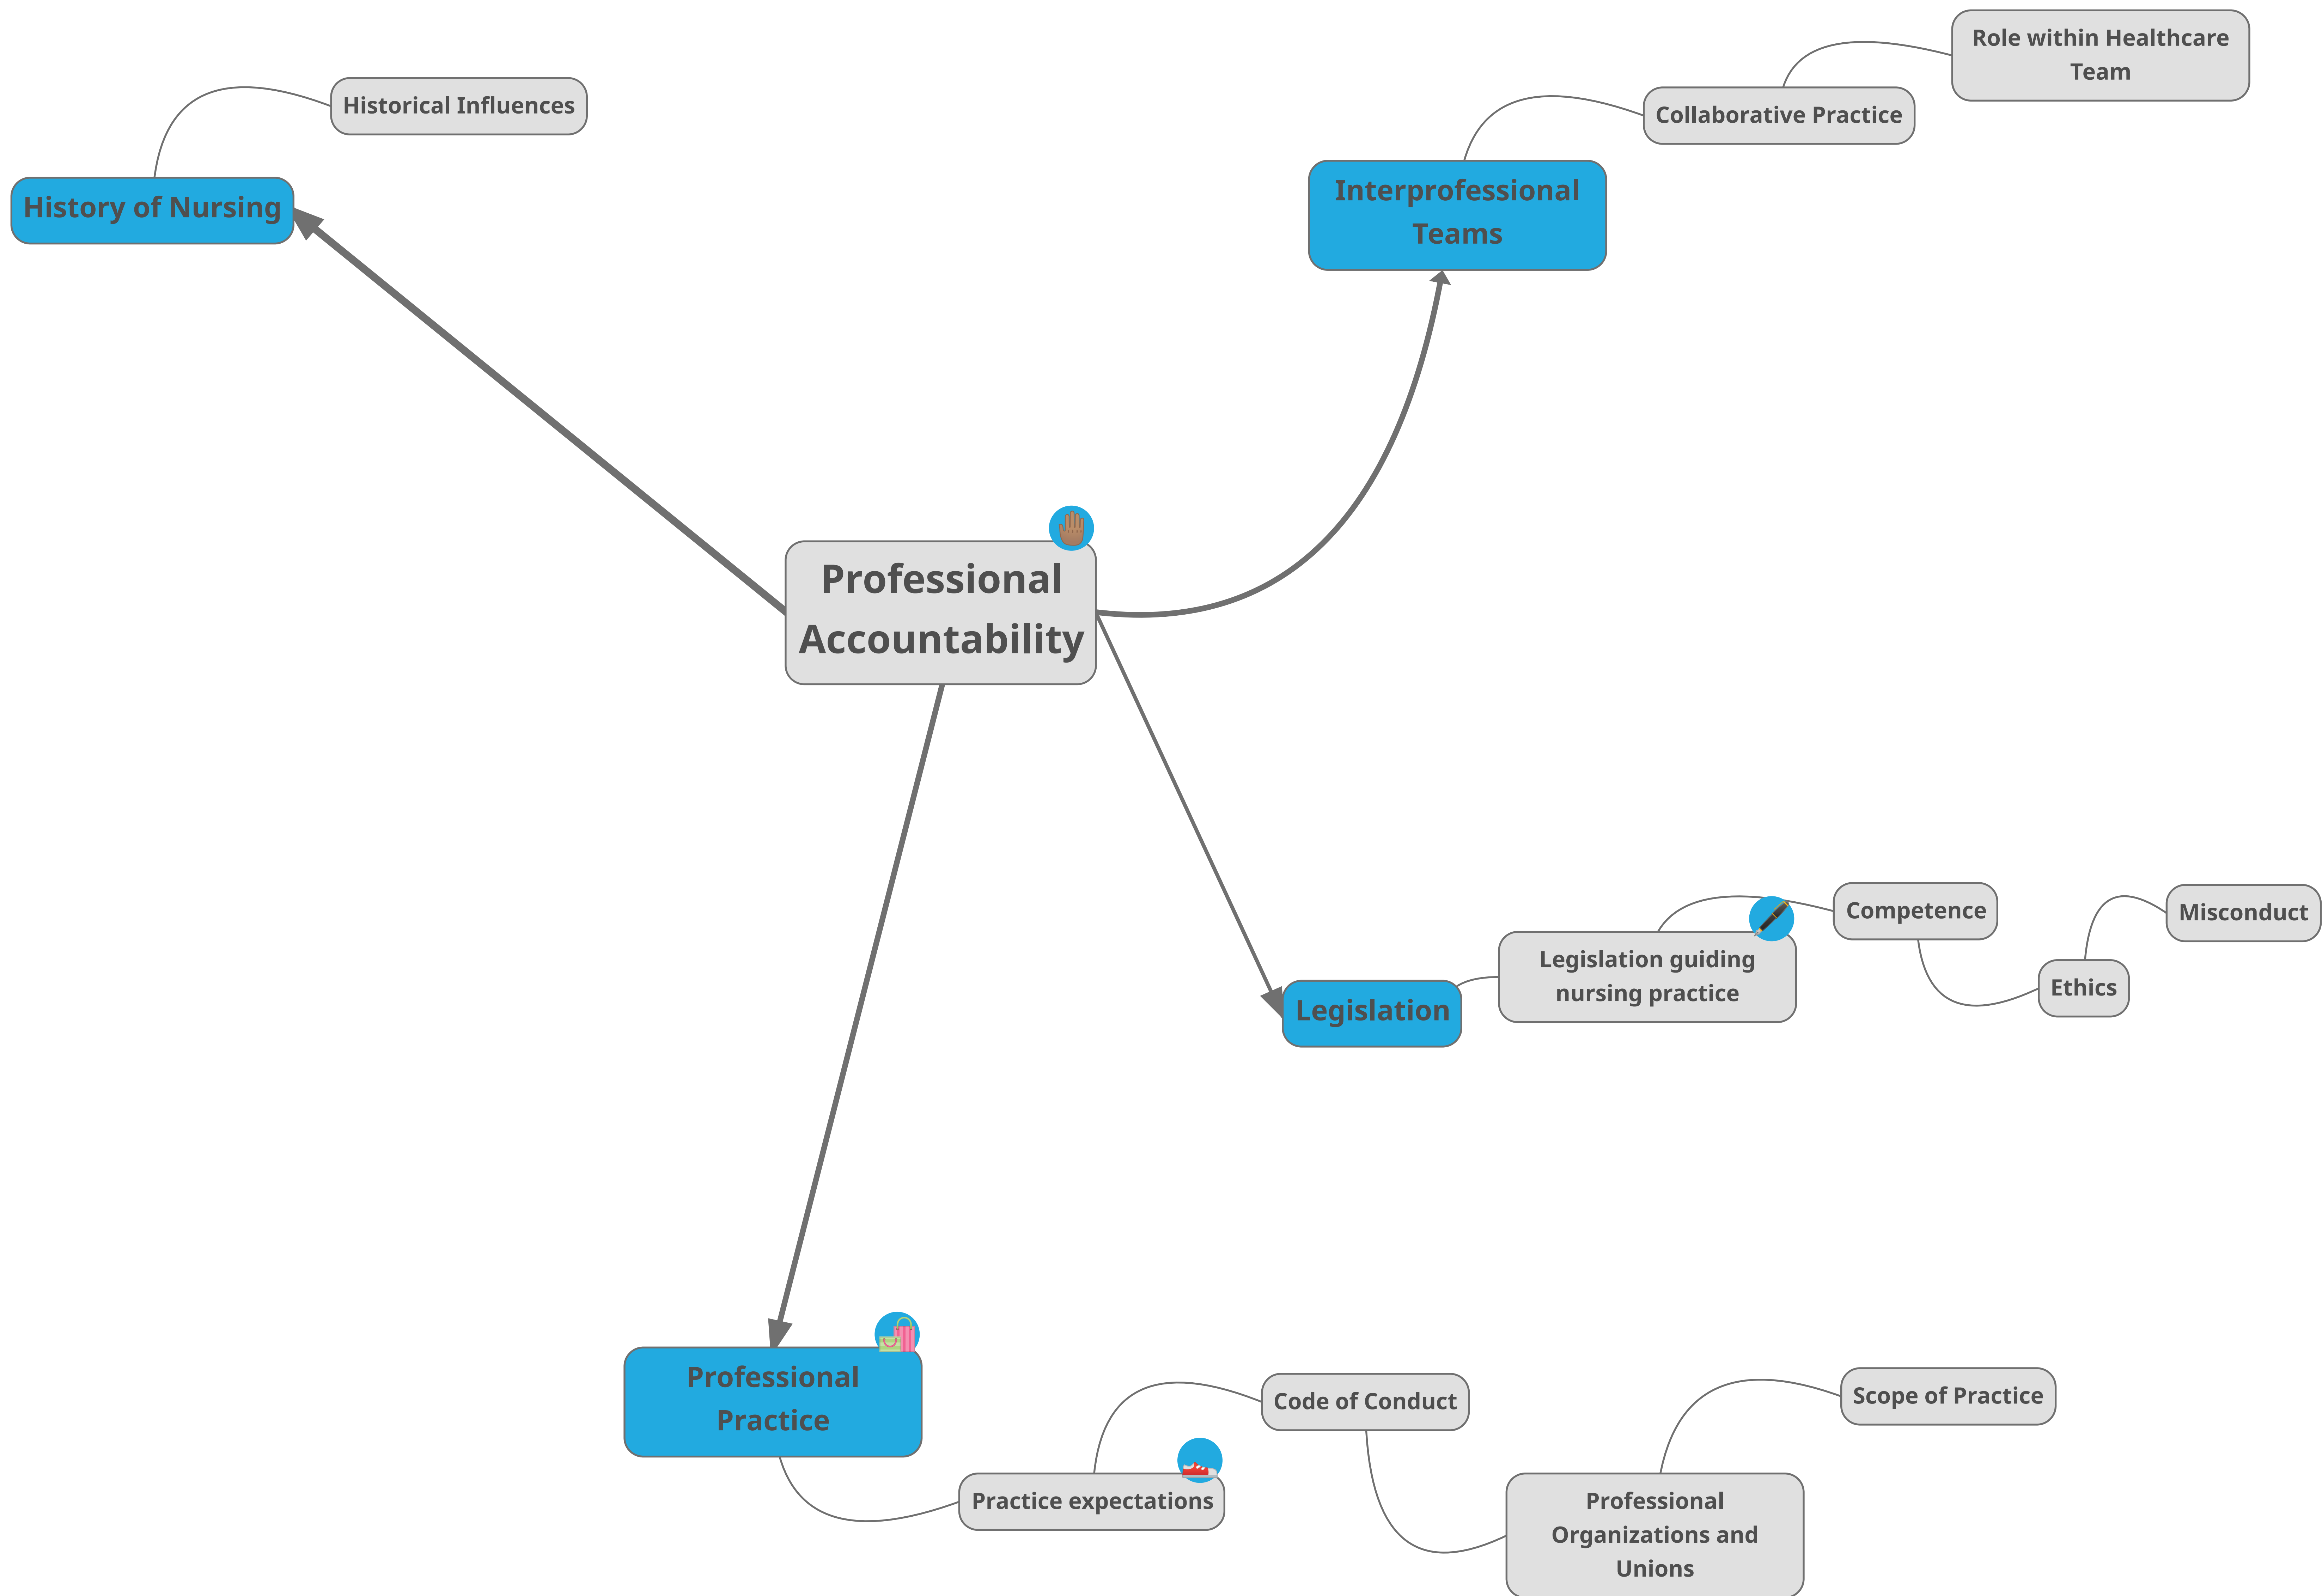 Role within Healthcare
Team
Historical Influences
Collaborative Practice
History of Nursing
Interprofessional
Teams
Professional
Accountability
Competence
Misconduct
Legislation guiding
nursing practice
Ethics
Legislation
Professional
Practice
Code of Conduct
Scope of Practice
Practice expectations
Professional
Organizations and
Unions